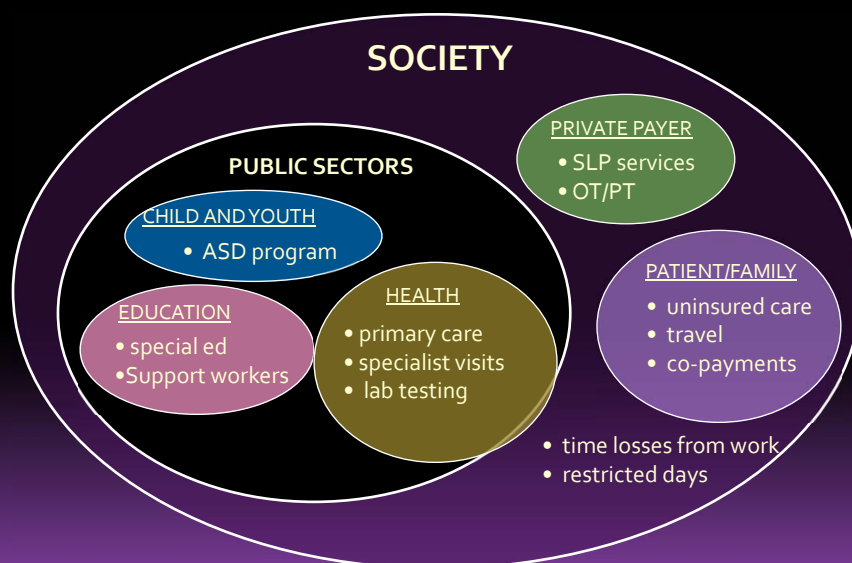 SOCIETY
PRIVATE PAYER
• SLP services
• OT/PT
PUBLIC SECTORS
CHILD AND YOUTH
• ASD program
PATIENT/FAMILY
• uninsured care
• travel
• co-payments
EDUCATION
• special ed
•Support workers
HEALTH
• primary care
• specialist visits
• lab testing
• time losses from work
• restricted days